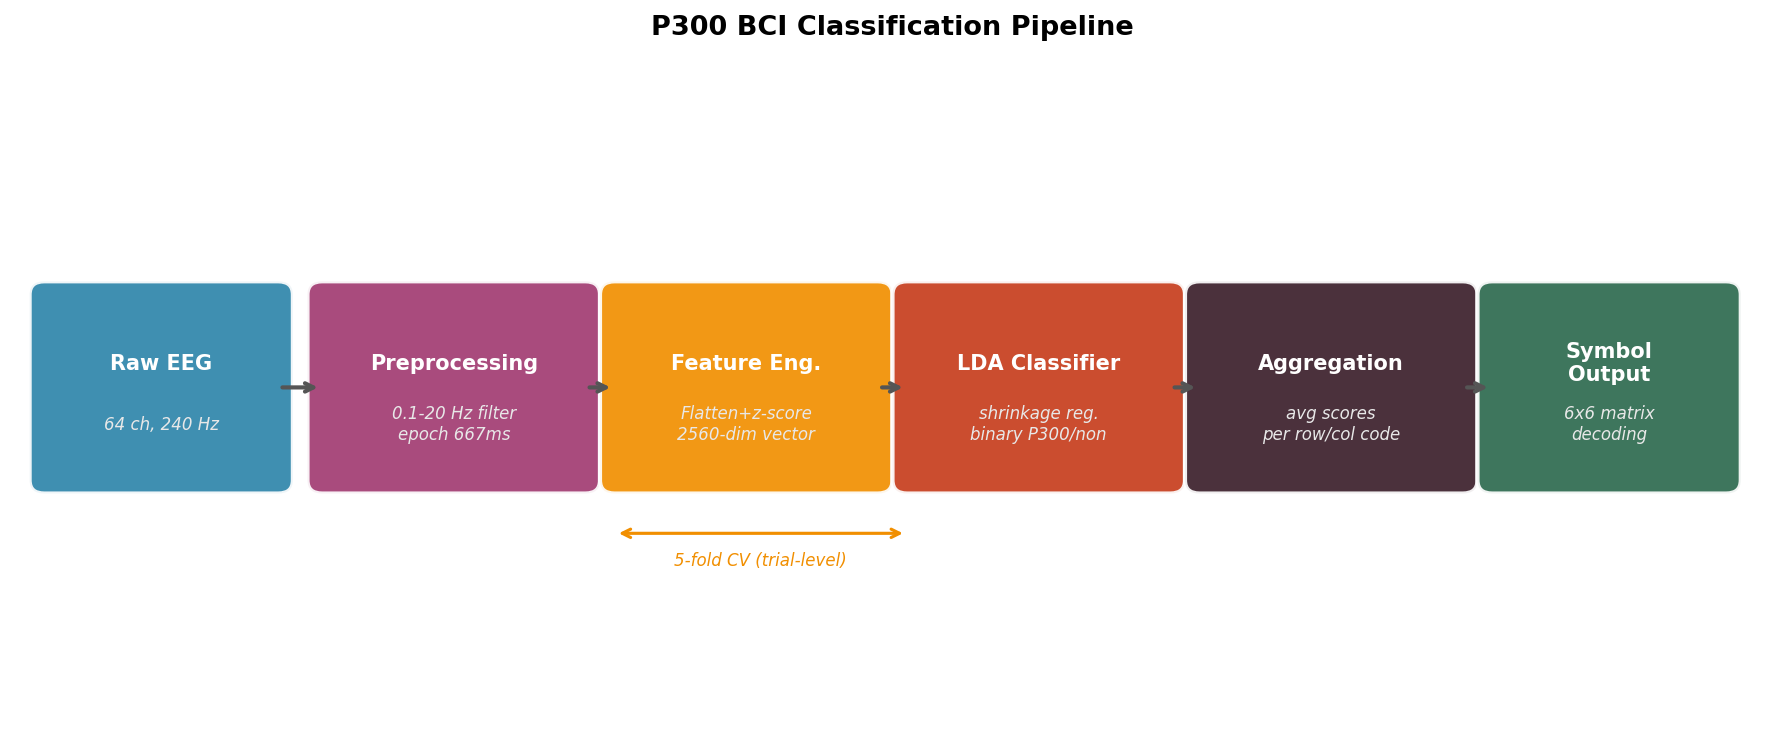 P300 BCI Classification Pipeline
Raw EEG
64 ch, 240 Hz
Preprocessing
0.1-20 Hz filter
epoch 667ms
Feature Eng.
Flatten+z-score
2560-dim vector
LDA Classifier
shrinkage reg.
binary P300/non
Aggregation
avg scores
per row/col code
Symbol
Output
6x6 matrix
decoding
5-fold CV (trial-level)